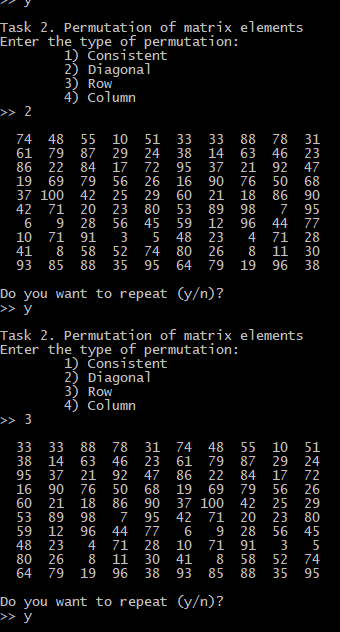 >> y
Task 2. Permutation of matrix elements
Enter the type of permutation:
1) Consistent
2) Diagonal
3) Row
4) Column
>> 2
74 48 55 10 51 33 33 88 78 31
61 79 87 29 24 38 14 63 46 23
86 22 84 17 72 95 37 21 92 47
19 69 79 56 26 16 90 76 50 68
37 100 42 25 29 60 21 18 86 90
42 71 20 23 80 53 89 98 7 95
6 9 28 56 45 59 12 96 44 77
10 71 91 3 5 48 23 4 71 28
41 8 58 52 74 80 26 8 11 30
93 85 88 35 95 64 79 19 96 38
Do you want to repeat (y/n)?
>> y
Task 2. Permutation of matrix elements
Enter the type of permutation:
1) Consistent
2) Diagonal
3) Row
4) Column
>> 3
33 33 88 78 31 74 48 55 10 51
38 14 63 46 23 61 79 87 29 24
95 37 21 92 47 86 22 84 17 72
16 90 76 50 68 19 69 79 56 26
60 21 18 86 90 37 100 42 25 29
53 89 98 7 95 42 71 20 23 80
59 12 96 44 77 6 9 28 56 45
48 23 4 71 28 10 71 91 3 5
80 26 8 11 30 41 8 58 52 74
64 79 19 96 38 93 85 88 35 95
Do you want to repeat (y/n)?
>> y